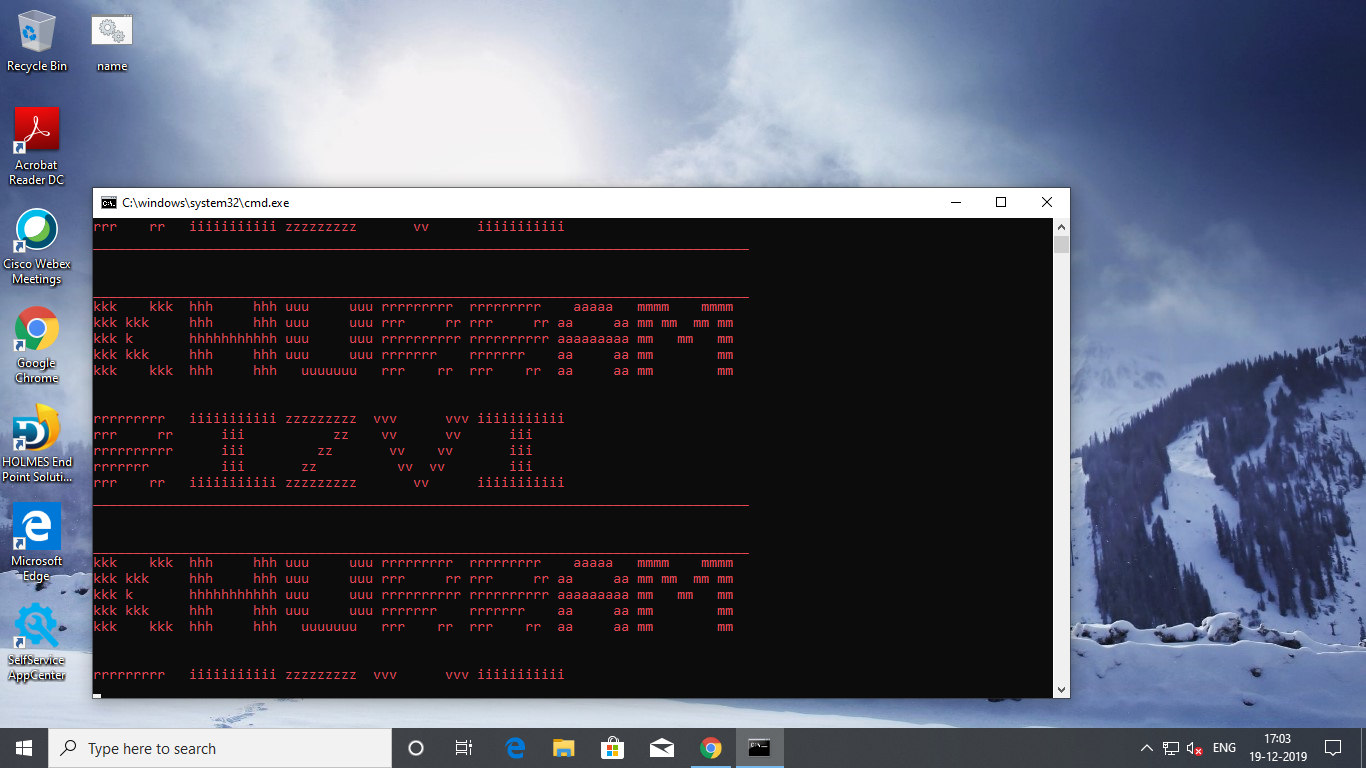 Recycle Bin
name
Acrobat
Reader DC
Cisco Webex
Meetings
Google
Chrome
HOLMES End
Point Soluti...
Microsoft
Edge
SelfService
AppCenter
C:\windows\system32\cmd.exe
rrr    rr   iiiiiiiiiii zzzzzzzzz       vv      iiiiiiiiiii
__________________________________________________________________________________
__________________________________________________________________________________
kkk    kkk  hhh     hhh uuu     uuu rrrrrrrrr  rrrrrrrrr    aaaaa   mmmm    mmmm
kkk kkk     hhh     hhh uuu     uuu rrr     rr rrr     rr aa     aa mm mm  mm mm
kkk k       hhhhhhhhhhh uuu     uuu rrrrrrrrrr rrrrrrrrrr aaaaaaaaa mm   mm   mm
kkk kkk     hhh     hhh uuu     uuu rrrrrrr    rrrrrrr    aa     aa mm        mm
kkk    kkk  hhh     hhh   uuuuuuu   rrr    rr  rrr    rr  aa     aa mm        mm
rrrrrrrrr   iiiiiiiiiii zzzzzzzzz  vvv      vvv iiiiiiiiiii
rrr     rr      iii           zz    vv      vv      iii
rrrrrrrrrr      iii         zz       vv    vv       iii
rrrrrrr         iii       zz          vv  vv        iii
rrr    rr   iiiiiiiiiii zzzzzzzzz       vv      iiiiiiiiiii
__________________________________________________________________________________
__________________________________________________________________________________
kkk    kkk  hhh     hhh uuu     uuu rrrrrrrrr  rrrrrrrrr    aaaaa   mmmm    mmmm
kkk kkk     hhh     hhh uuu     uuu rrr     rr rrr     rr aa     aa mm mm  mm mm
kkk k       hhhhhhhhhhh uuu     uuu rrrrrrrrrr rrrrrrrrrr aaaaaaaaa mm   mm   mm
kkk kkk     hhh     hhh uuu     uuu rrrrrrr    rrrrrrr    aa     aa mm        mm
kkk    kkk  hhh     hhh   uuuuuuu   rrr    rr  rrr    rr  aa     aa mm        mm
rrrrrrrrr   iiiiiiiiiii zzzzzzzzz  vvv      vvv iiiiiiiiiii
Type here to search
ENG
17:03
19-12-2019